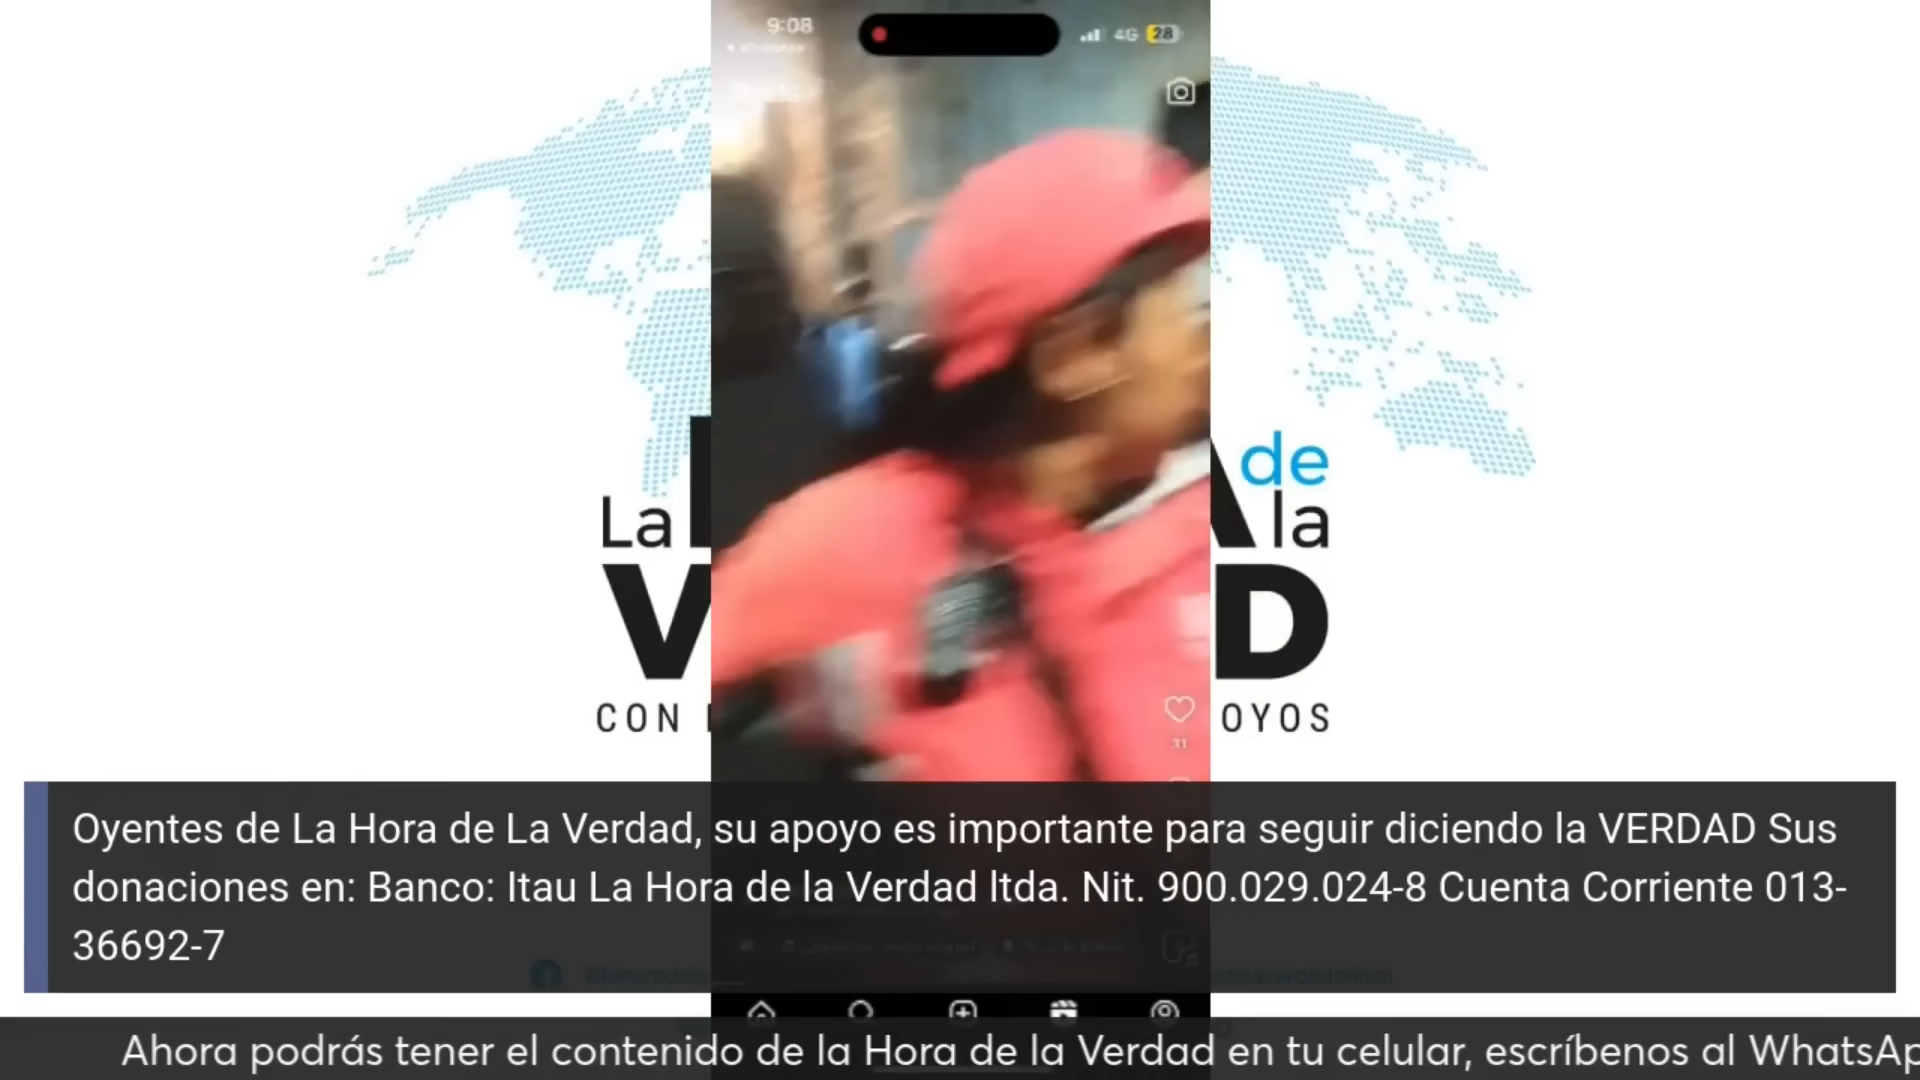 9:08
4G 28
de
La
la
V D
CON OYOS
31
Oyentes de La Hora de La Verdad, su apoyo es importante para seguir diciendo la VERDAD Sus
donaciones en: Banco: Itau La Hora de la Verdad ltda. Nit. 900.029.024-8 Cuenta Corriente 013-
36692-7
Ahora podrás tener el contenido de la Hora de la Verdad en tu celular, escríbenos al WhatsAp